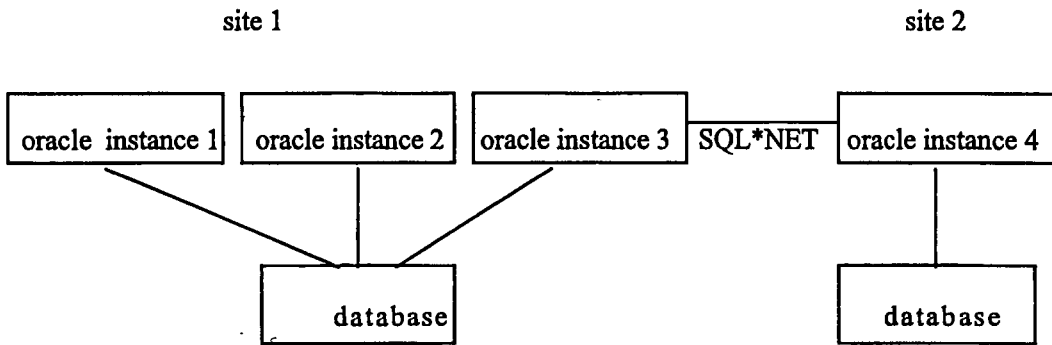 site 1 site 2
oracle instance 1 oracle instance 2 oracle instance 3 SQL*NET oracle instance 4
database database